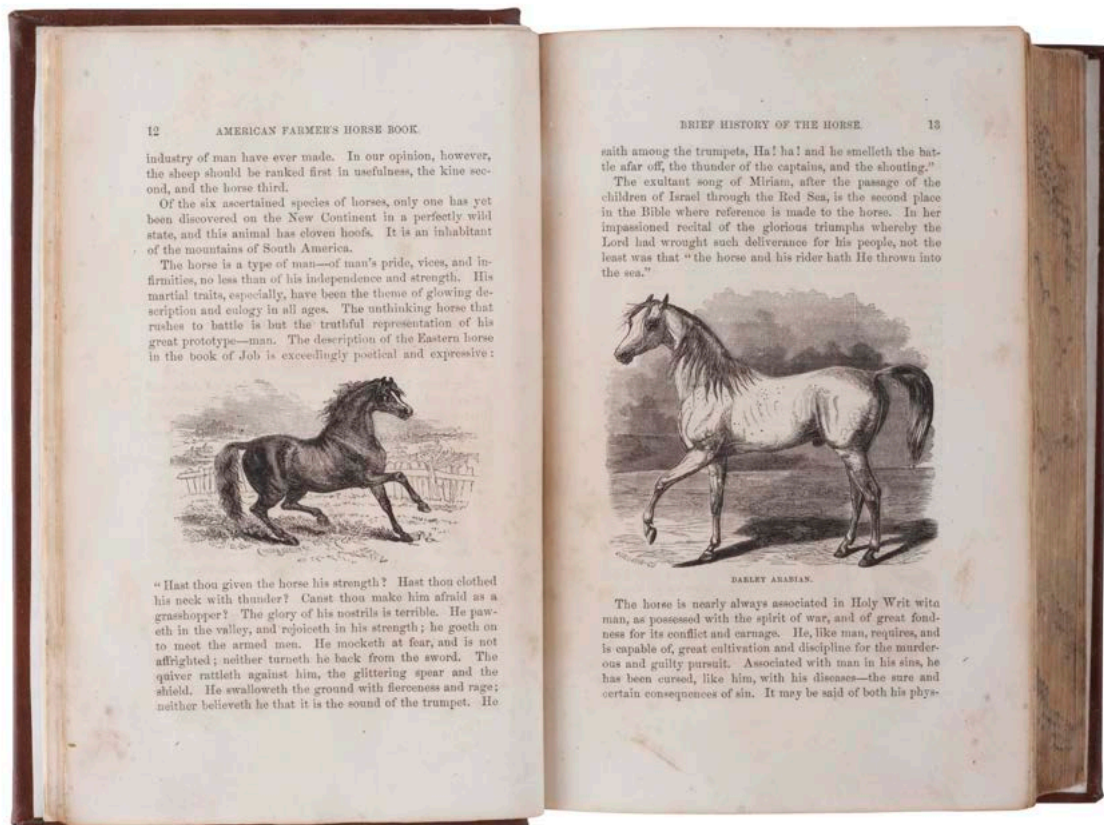 12 AMERICAN FARMER'S HORSE BOOK.
industry of man have ever made. In our opinion, however,
the sheep should be ranked first in usefulness, the kine sec-
ond, and the horse third.
Of the six ascertained species of horses, only one has yet
been discovered on the New Continent in a perfectly wild
state, and this animal has cloven hoofs. It is an inhabitant
of the mountains of South America.
The horse is a type of man—of man's pride, vices, and in-
firmities, no less than of his independence and strength. His
martial traits, especially, have been the theme of glowing de-
scription and eulogy in all ages. The unthinking horse that
rushes to battle is but the truthful representation of his
great prototype—man. The description of the Eastern horse
in the book of Job is exceedingly poetical and expressive:
"Hast thou given the horse his strength? Hast thou clothed
his neck with thunder? Canst thou make him afraid as a
grasshopper? The glory of his nostrils is terrible. He paw-
eth in the valley, and rejoiceth in his strength; he goeth on
to meet the armed men. He mocketh at fear, and is not
affrighted; neither turneth he back from the sword. The
quiver rattleth against him, the glittering spear and the
shield. He swalloweth the ground with fierceness and rage;
neither believeth he that it is the sound of the trumpet. He
BRIEF HISTORY OF THE HORSE. 13
saith among the trumpets, Ha! ha! and he smelleth the bat-
tle afar off, the thunder of the captains, and the shouting."
The exultant song of Miriam, after the passage of the
children of Israel through the Red Sea, is the second place
in the Bible where reference is made to the horse. In her
impassioned recital of the glorious triumphs whereby the
Lord had wrought such deliverance for his people, not the
least was that "the horse and his rider hath He thrown into
the sea."
DARLEY ARABIAN.
The horse is nearly always associated in Holy Writ with
man, as possessed with the spirit of war, and of great fond-
ness for its conflict and carnage. He, like man, requires, and
is capable of, great cultivation and discipline for the murder-
ous and guilty pursuit. Associated with man in his sins, he
has been cursed, like him, with his diseases—the sure and
certain consequences of sin. It may be said of both his phys-